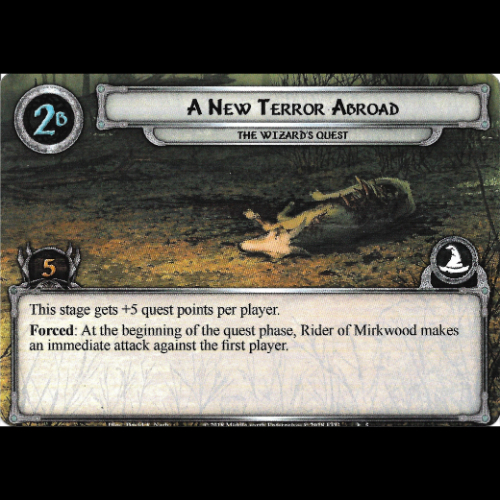 2B
A New Terror Abroad
The Wizard's Quest
5
This stage gets +5 quest points per player.
Forced: At the beginning of the quest phase, Rider of Mirkwood makes
an immediate attack against the first player.